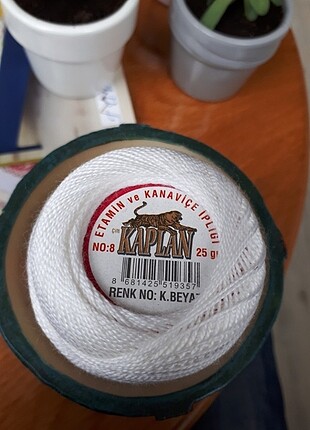 ETAMİN ve KANAVİÇE İPLİĞİ
KAPLAN
NO:8
25 gr
8 681425 519357
RENK NO: K.BEYAZ